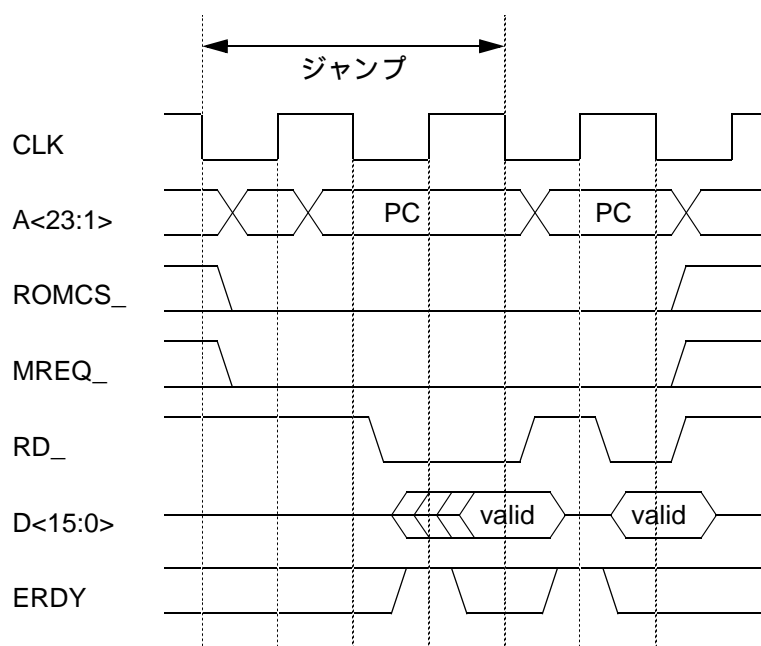 ジャンプ
CLK
A<23:1>
PC
PC
ROMCS_
MREQ_
RD_
D<15:0>
valid
valid
ERDY